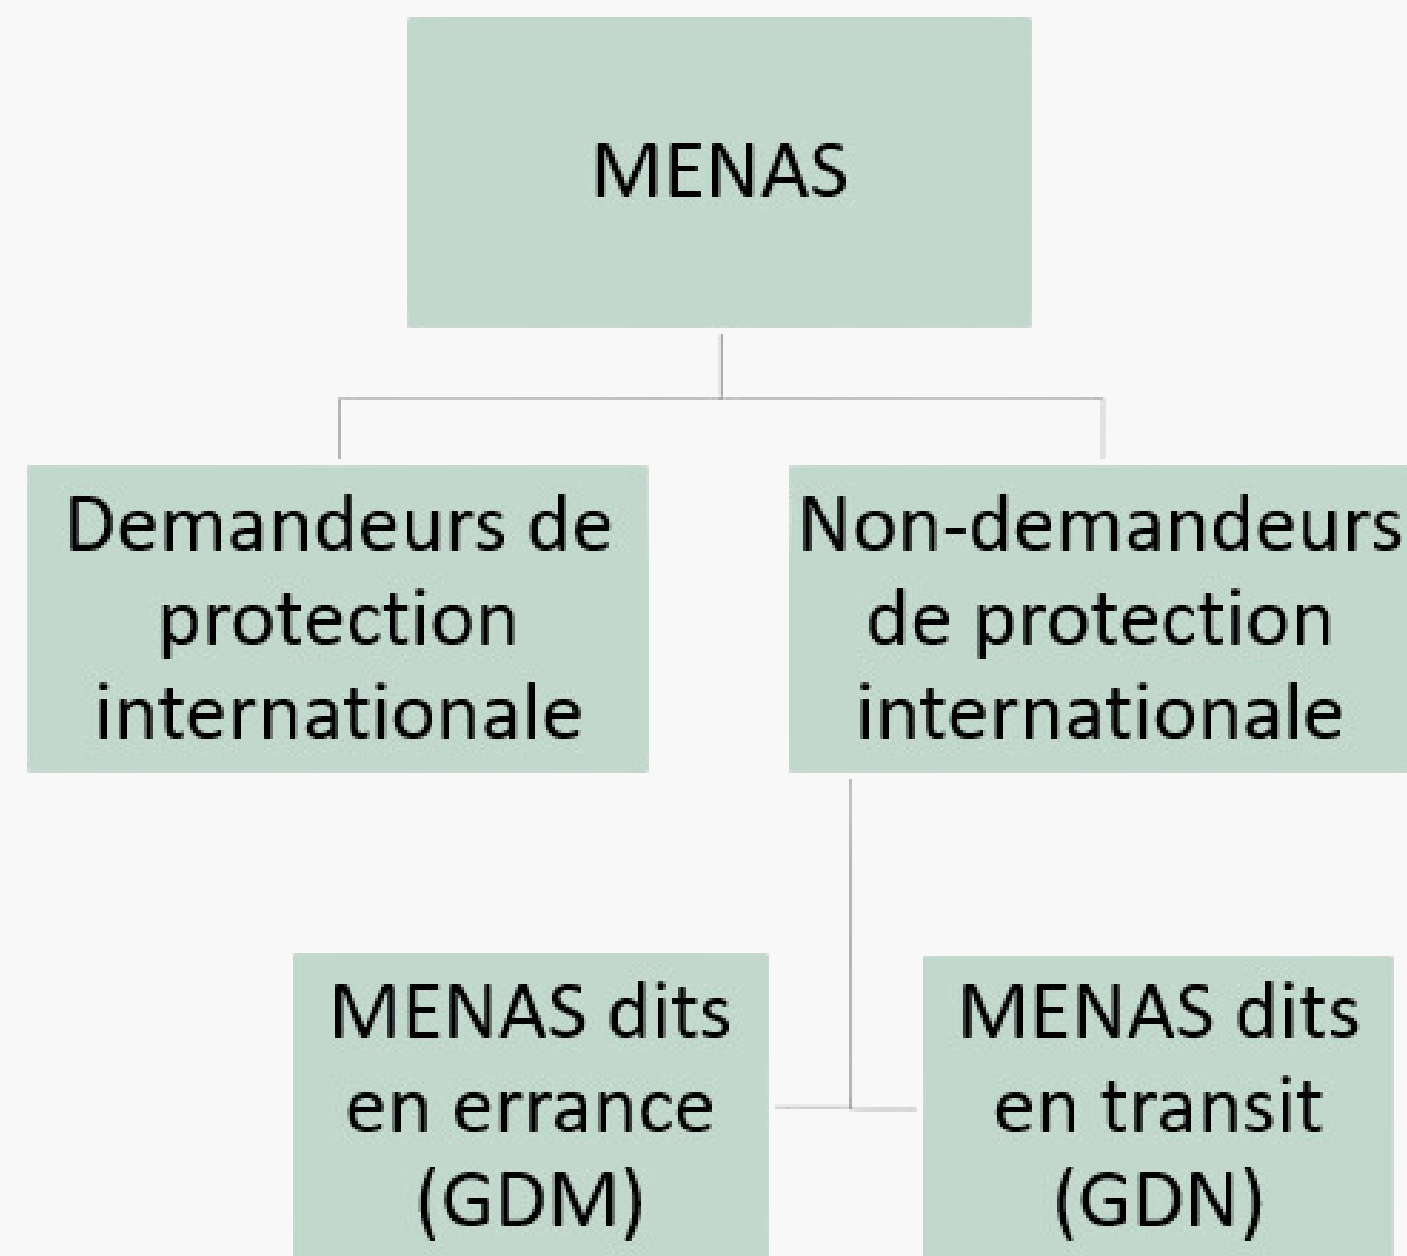 MENAS
Demandeurs de
protection
internationale
Non-demandeurs
de protection
internationale
MENAS dits
en errance
(GDM)
MENAS dits
en transit
(GDN)